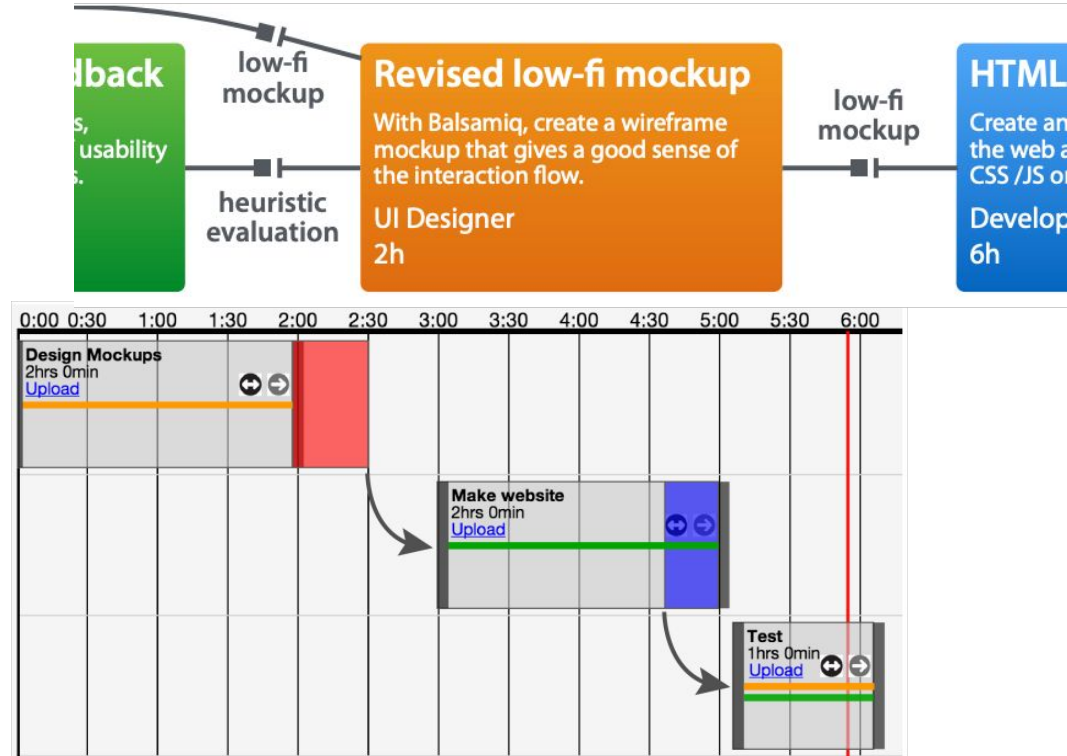 dback
s,
usability
s.
low-fi
mockup
heuristic
evaluation
Revised low-fi mockup
With Balsamiq, create a wireframe
mockup that gives a good sense of
the interaction flow.
UI Designer
2h
low-fi
mockup
HTML
Create an
the web a
CSS /JS or
Develop
6h
0:00 0:30 1:00 1:30 2:00 2:30 3:00 3:30 4:00 4:30 5:00 5:30 6:00
Design Mockups
2hrs 0min
Upload
Make website
2hrs 0min
Upload
Test
1hrs 0min
Upload